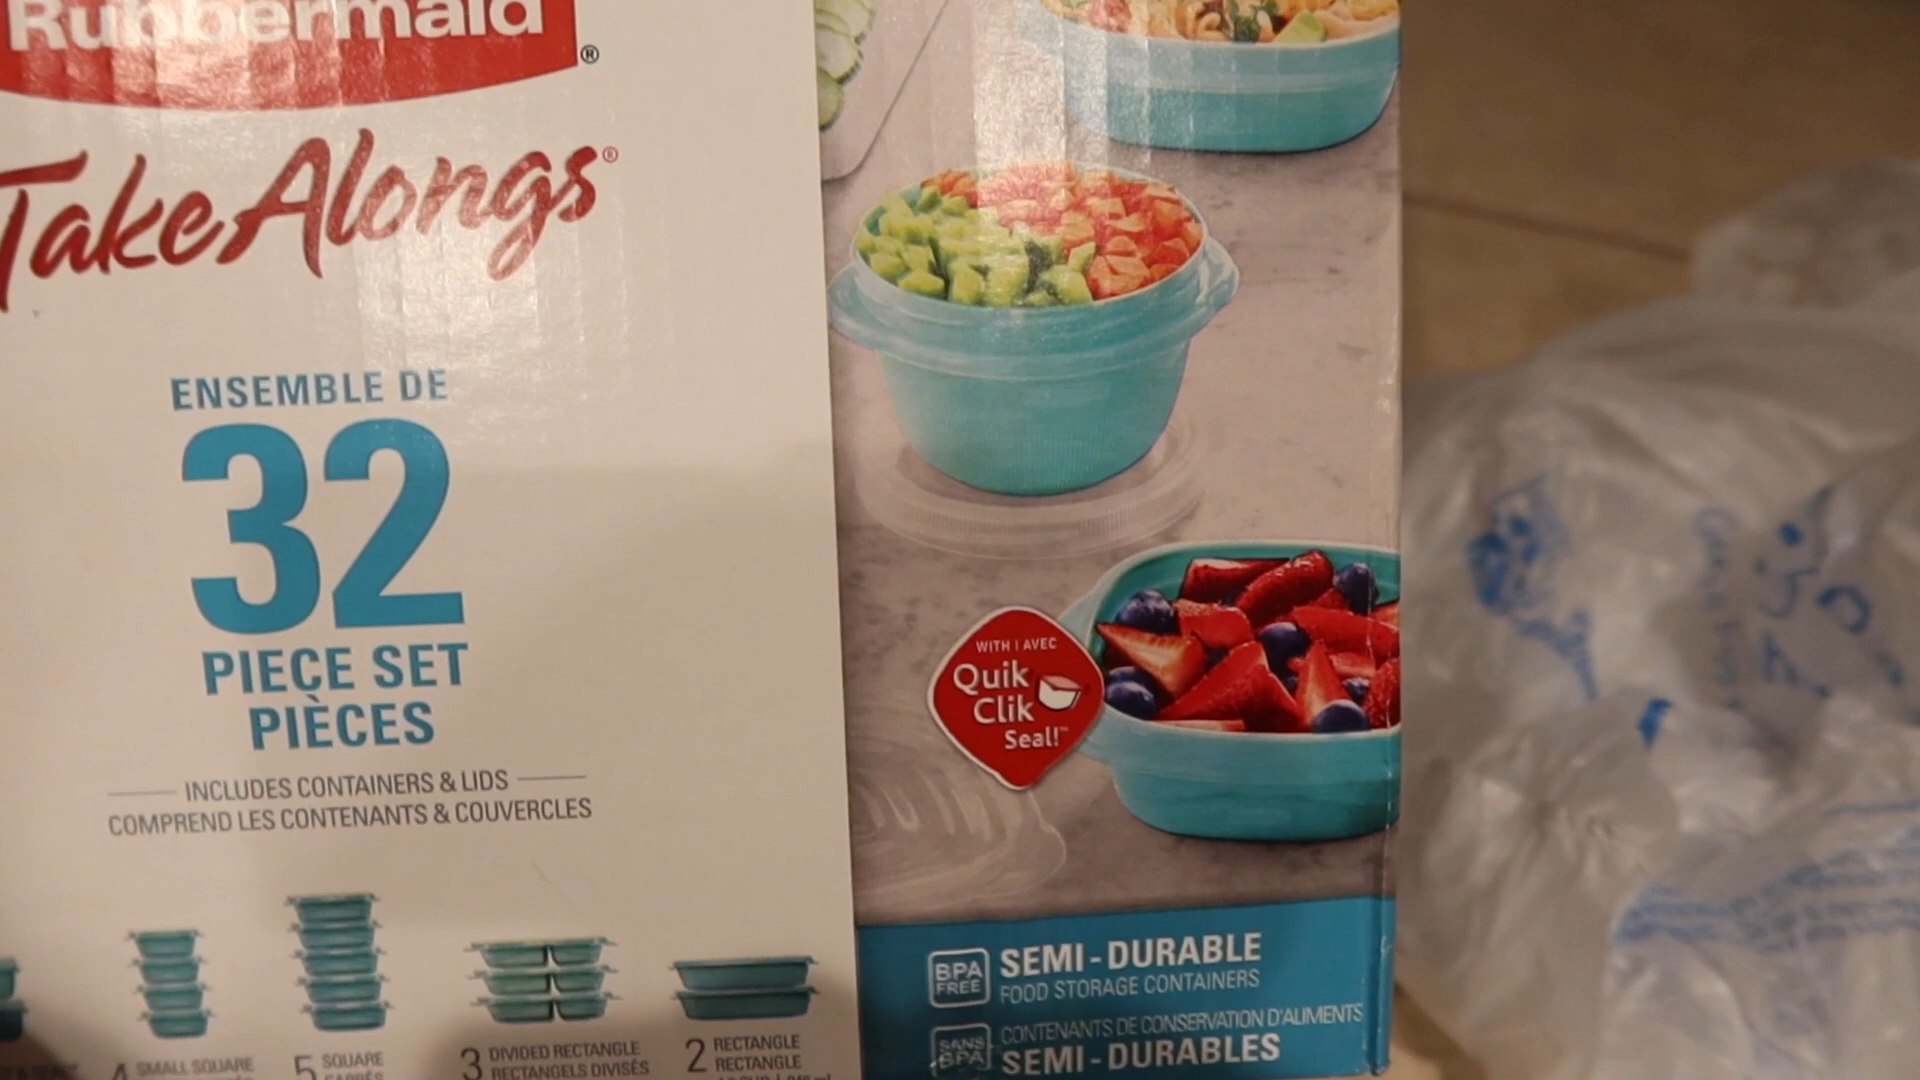 Rubbermaid®
TakeAlongs®
ENSEMBLE DE
32
PIECE SET
PIÈCES
INCLUDES CONTAINERS & LIDS
COMPREND LES CONTENANTS & COUVERCLES
4 SMALL SQUARE
5 SQUARE
CARRÉS
3 DIVIDED RECTANGLE
RECTANGELS DIVISÉS
2 RECTANGLE
RECTANGLE
WITH | AVEC
Quik
Clik
Seal!™
BPA
FREE
SEMI-DURABLE
FOOD STORAGE CONTAINERS
SANS
BPA
CONTENANTS DE CONSERVATION D'ALIMENTS
SEMI-DURABLES